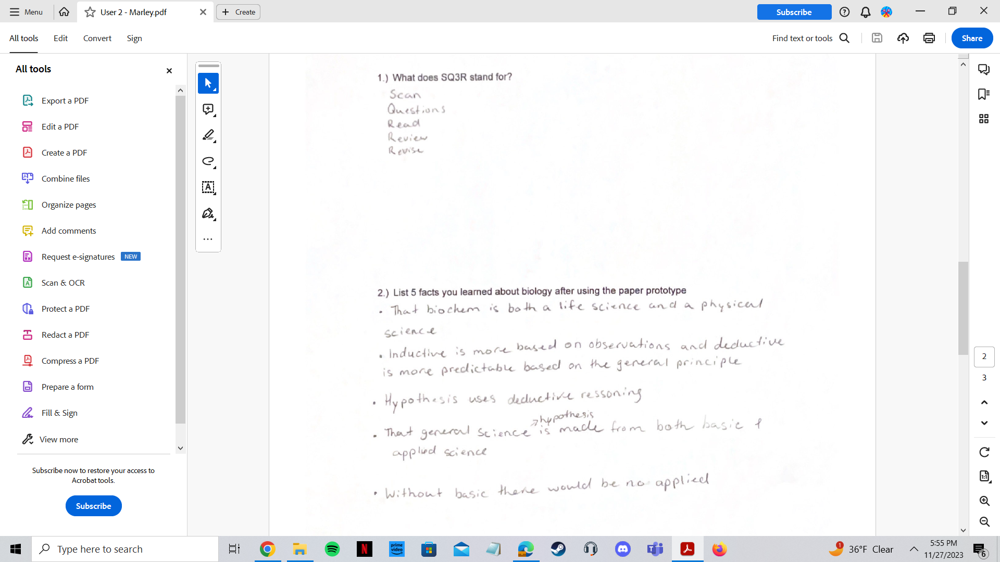 Menu
User 2 - Marley.pdf
Create
Subscribe
All tools
Edit
Convert
Sign
Find text or tools
Share
All tools
Export a PDF
Edit a PDF
Create a PDF
Combine files
Organize pages
Add comments
Request e-signatures NEW
Scan & OCR
Protect a PDF
Redact a PDF
Compress a PDF
Prepare a form
Fill & Sign
View more
Subscribe now to restore your access to
Acrobat tools.
Subscribe
1.) What does SQ3R stand for?
Scan
Questions
Read
Review
Revise
2.) List 5 facts you learned about biology after using the paper prototype
• That biochem is both a life science and a physical
science
• Inductive is more based on observations and deductive
is more predictable based on the general principle
• Hypothesis uses deductive ressoning
→hypothesis
• That general science is made from both basic &
applied science
• Without basic there would be no applied
2
3
Type here to search
prime video
1
36°F Clear
5:55 PM
11/27/2023
6